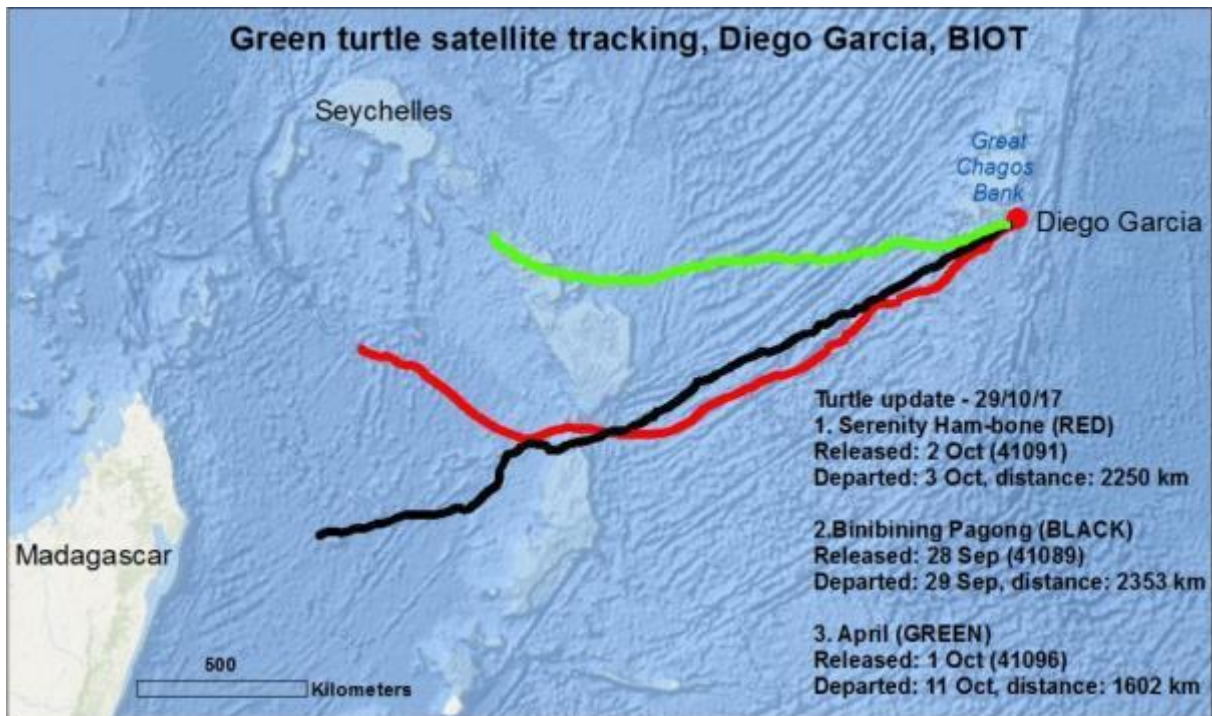 Green turtle satellite tracking, Diego Garcia, BIOT
Seychelles
Great
Chagos
Bank
Diego Garcia
Turtle update - 29/10/17
1. Serenity Ham-bone (RED)
Released: 2 Oct (41091)
Departed: 3 Oct, distance: 2250 km
2.Binibining Pagong (BLACK)
Released: 28 Sep (41089)
Departed: 29 Sep, distance: 2353 km
3. April (GREEN)
Released: 1 Oct (41096)
Departed: 11 Oct, distance: 1602 km
Madagascar
500
Kilometers